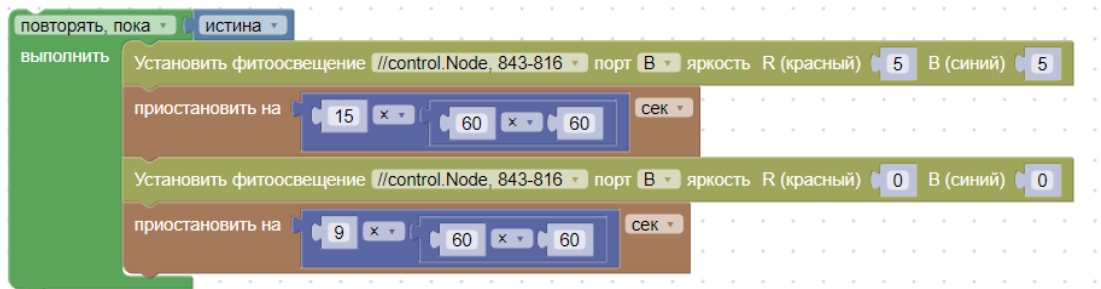 повторять, пока истина
выполнить Установить фитоосвещение //control.Node, 843-816 порт B яркость R (красный) 5 B (синий) 5
приостановить на 15 × 60 × 60 сек
Установить фитоосвещение //control.Node, 843-816 порт B яркость R (красный) 0 B (синий) 0
приостановить на 9 × 60 × 60 сек